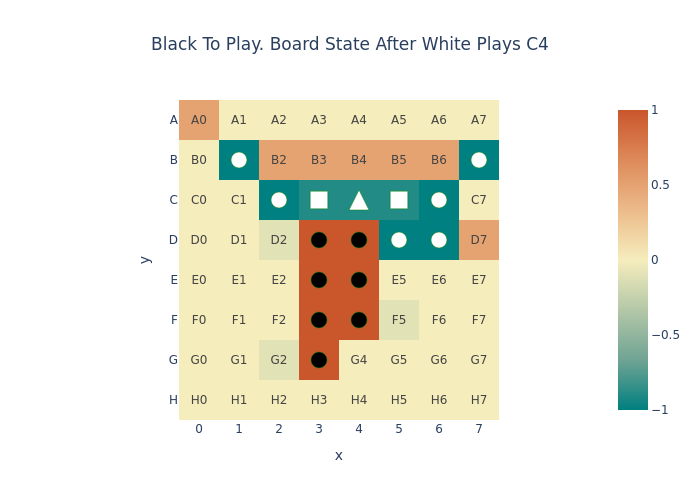 Black To Play. Board State After White Plays C4
A A0 A1 A2 A3 A4 A5 A6 A7
B B0 B2 B3 B4 B5 B6
C C0 C1 C7
D D0 D1 D2 D7
E E0 E1 E2 E5 E6 E7
F F0 F1 F2 F5 F6 F7
G G0 G1 G2 G4 G5 G6 G7
H H0 H1 H2 H3 H4 H5 H6 H7
0 1 2 3 4 5 6 7
x
y
1
0.5
0
−0.5
−1